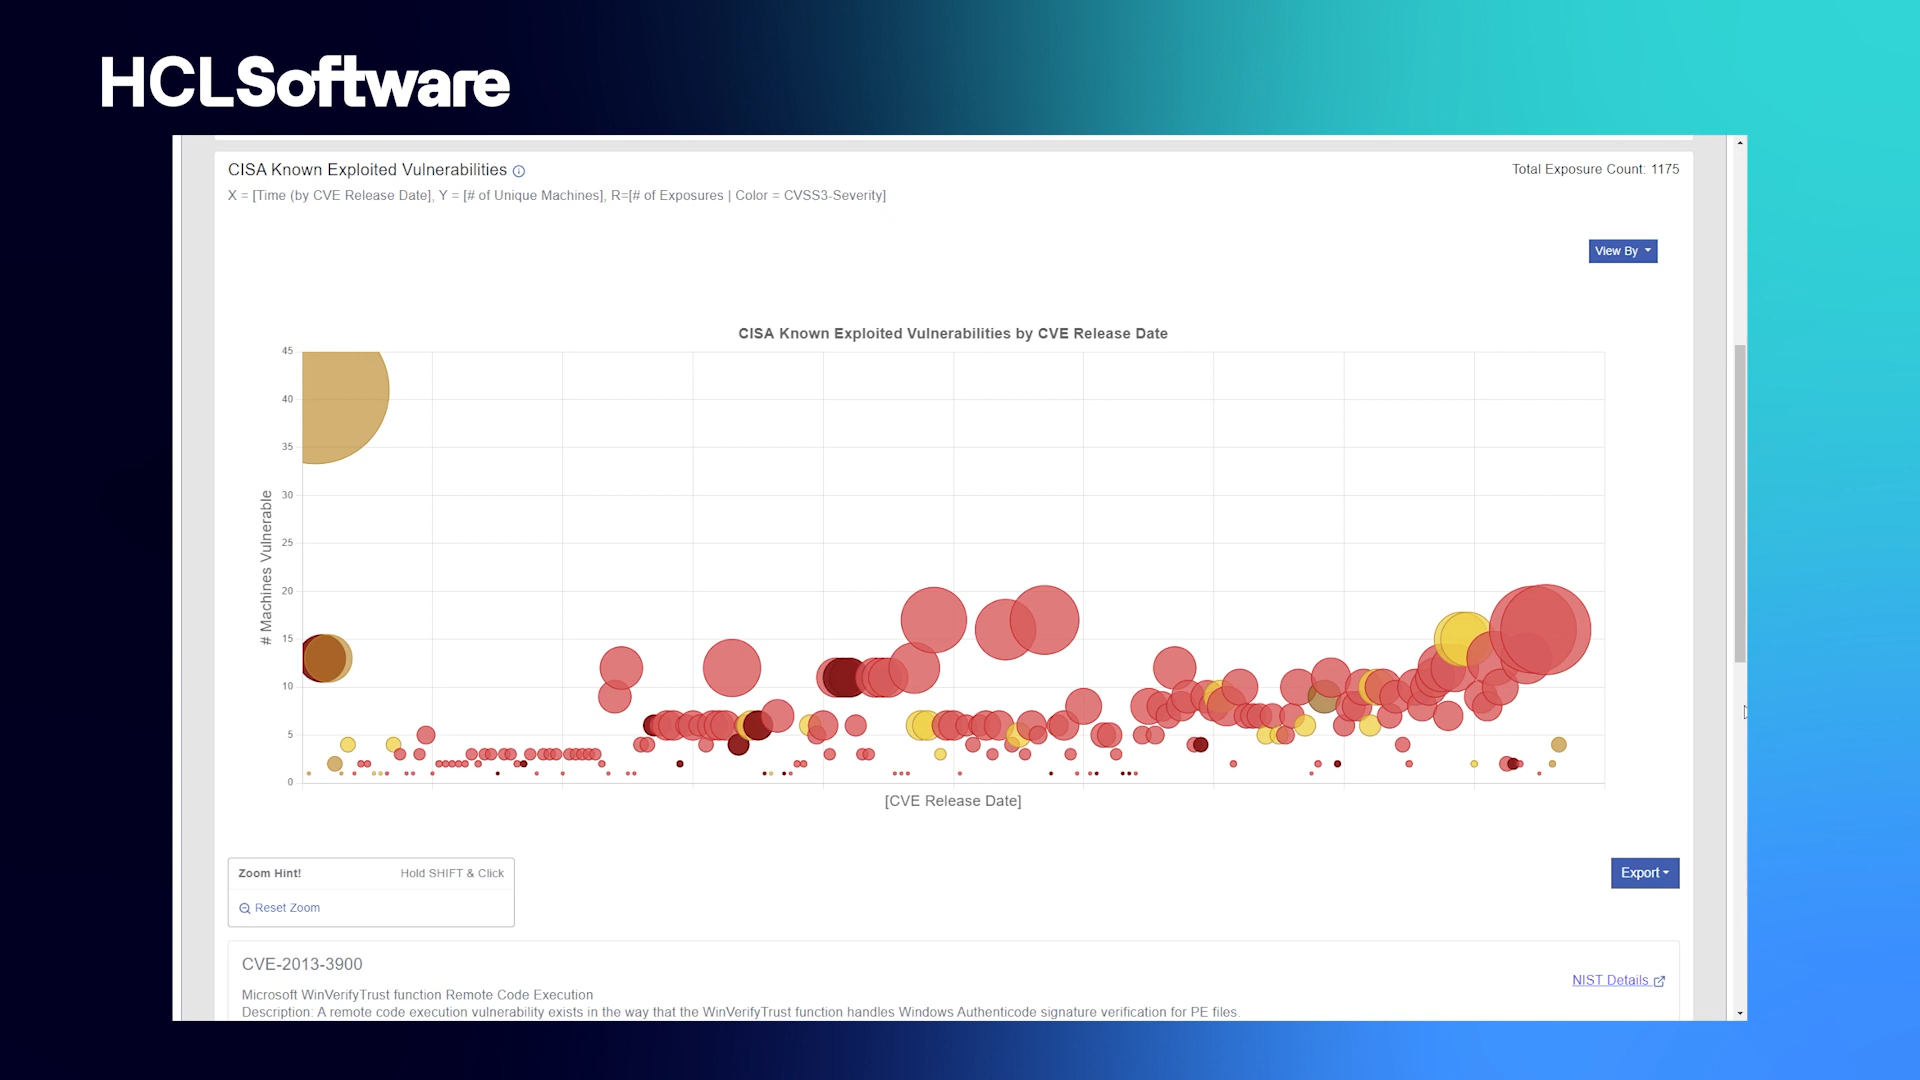 HCLSoftware
CISA Known Exploited Vulnerabilities
Total Exposure Count: 1175
X = [Time (by CVE Release Date], Y = [# of Unique Machines], R=[# of Exposures | Color = CVSS3-Severity]
View By
CISA Known Exploited Vulnerabilities by CVE Release Date
# Machines Vulnerable
45
40
35
30
25
20
15
10
5
0
[CVE Release Date]
Zoom Hint!
Hold SHIFT & Click
Reset Zoom
Export
CVE-2013-3900
NIST Details
Microsoft WinVerifyTrust function Remote Code Execution
Description: A remote code execution vulnerability exists in the way that the WinVerifyTrust function handles Windows Authenticode signature verification for PE files.